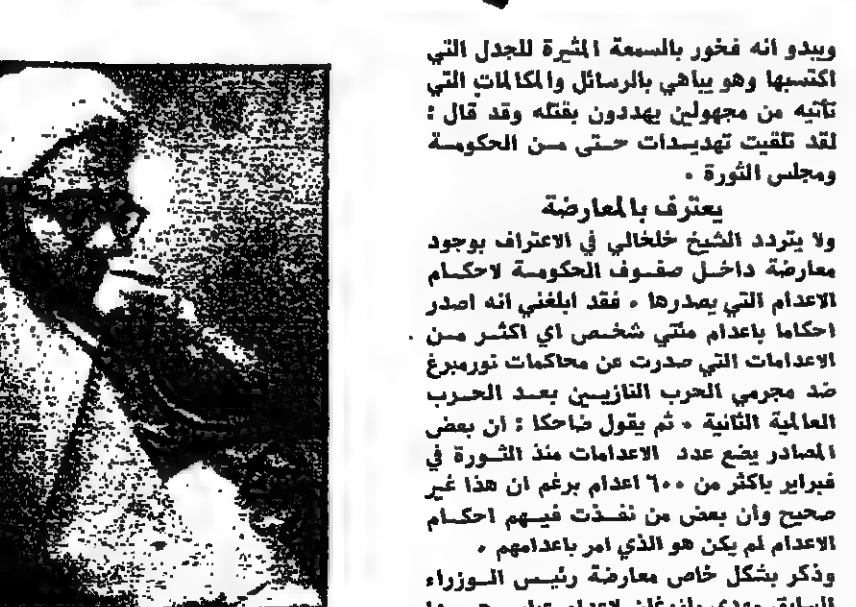 ويبدو انه فخور بالسمعة المثيرة للجدل التي
اكتسبها وهو يباهي بالرسائل والمكالمات التي
تأتيه من مجهولين يهددون بقتله وقد قال :
لقد تلقيت تهديدات حتى من الحكومة
ومجلس الثورة .
يعترف بالمعارضة
ولا يتردد الشيخ خلخالي في الاعتراف بوجود
معارضة داخل صفوف الحكومة لاحكام
الاعدام التي يصدرها . فقد ابلغني انه اصدر
احكاما باعدام مئتي شخص اي اكثر من
الاعدامات التي صدرت عن محاكمات نورمبرغ
ضد مجرمي الحرب النازيين بعد الحرب
العالمية الثانية . ثم يقول ضاحكا : ان بعض
المصادر يضع عدد الاعدامات منذ الثورة في
فبراير باكثر من ٦٠٠ اعدام برغم ان هذا غير
صحيح وان بعض من نفذت فيهم احكام
الاعدام لم يكن هو الذي امر باعدامهم .
وذكر بشكل خاص معارضة رئيس الوزراء
السابق مهدي بازرغان لاعدام